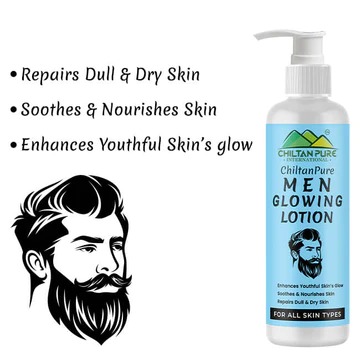 • Repairs Dull & Dry Skin
• Soothes & Nourishes Skin
• Enhances Youthful Skin's glow
CHILTAN PURE
INTERNATIONAL
ChiltanPure
MEN
GLOWING
LOTION
Enhances Youthful Skin's Glow
Soothes & Nourishes Skin
Repairs Dull & Dry Skin
FOR ALL SKIN TYPES